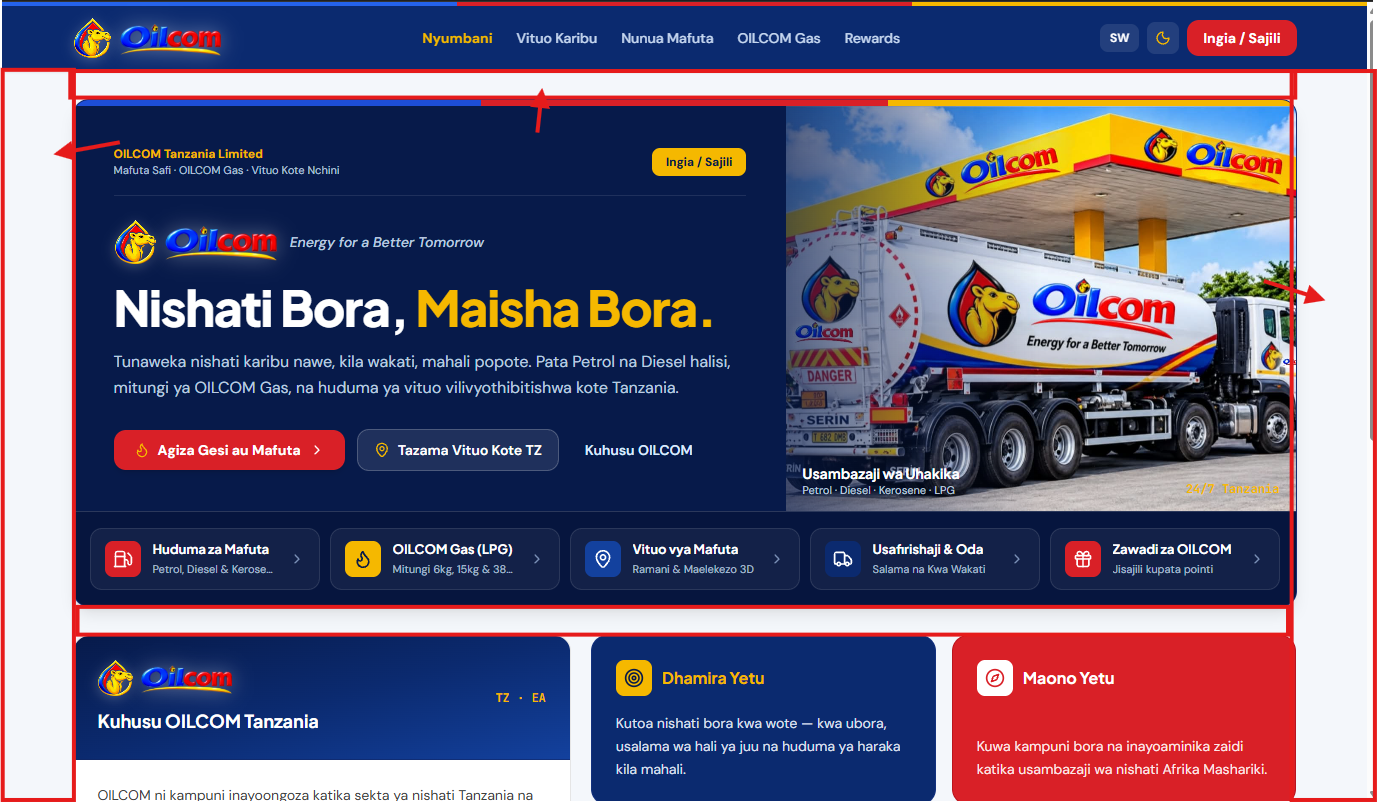 Oilcom
Nyumbani
Vituo Karibu
Nunua Mafuta
OILCOM Gas
Rewards
SW
Ingia / Sajili
OILCOM Tanzania Limited
Mafuta Safi · OILCOM Gas · Vituo Kote Nchini
Ingia / Sajili
Oilcom
Energy for a Better Tomorrow
Nishati Bora, Maisha Bora.
Tunaweka nishati karibu nawe, kila wakati, mahali popote. Pata Petrol na Diesel halisi,
mitungi ya OILCOM Gas, na huduma ya vituo vilivyothibitishwa kote Tanzania.
Agiza Gesi au Mafuta
Tazama Vituo Kote TZ
Kuhusu OILCOM
Oilcom
Oilcom
Oilcom
Oilcom
Energy for a Better Tomorrow
DANGER
SERIN
T 682 DMB
Usambazaji wa Uhakika
Petrol · Diesel · Kerosene · LPG
24/7 Tanzania
Huduma za Mafuta
Petrol, Diesel & Kerose...
OILCOM Gas (LPG)
Mitungi 6kg, 15kg & 38...
Vituo vya Mafuta
Ramani & Maelekezo 3D
Usafirishaji & Oda
Salama na Kwa Wakati
Zawadi za OILCOM
Jisajili kupata pointi
Oilcom
TZ · EA
Kuhusu OILCOM Tanzania
OILCOM ni kampuni inayoongoza katika sekta ya nishati Tanzania na
Dhamira Yetu
Kutoa nishati bora kwa wote — kwa ubora,
usalama wa hali ya juu na huduma ya haraka
kila mahali.
Maono Yetu
Kuwa kampuni bora na inayoaminika zaidi
katika usambazaji wa nishati Afrika Mashariki.